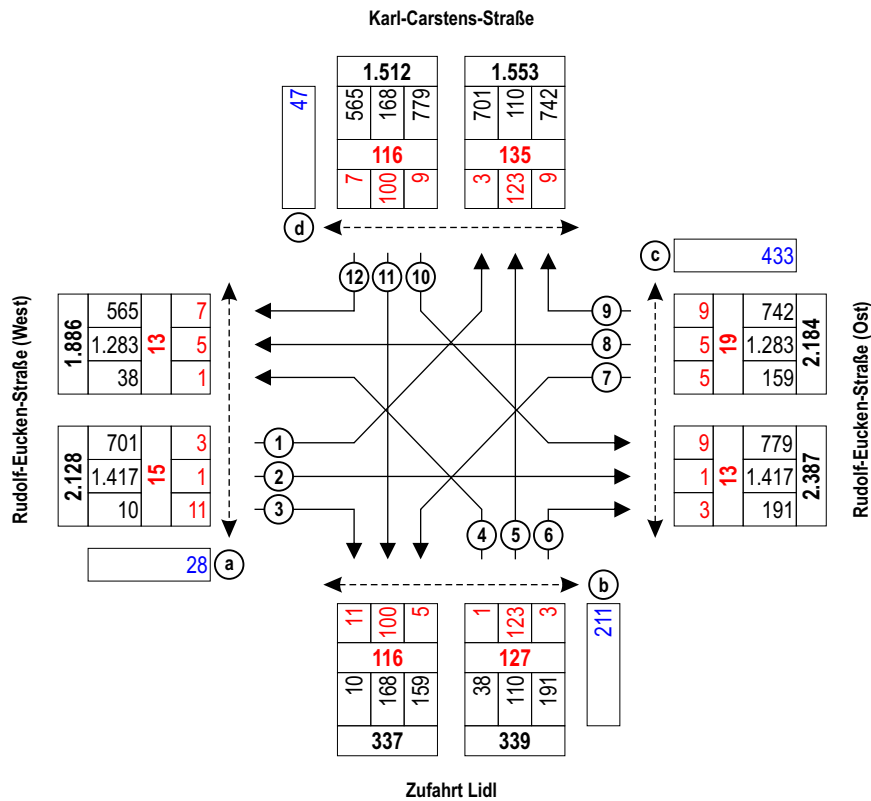 Karl-Carstens-Straße
1.512 1.553
565 168 779 701 110 742
116 135
7 100 9 3 123 9
47
d
c
433
12 11 10
Rudolf-Eucken-Straße (West)
1.886
565 13 7
1.283 5
38 1
9
8
7
9 19 742
5 1.283
5 159
2.184
Rudolf-Eucken-Straße (Ost)
2.128
701 15 3
1.417 1
10 11
1
2
3
4 5 6
9 13 779
1 1.417
3 191
2.387
28
a
b
211
11 100 5 1 123 3
116 127
10 168 159 38 110 191
337 339
Zufahrt Lidl